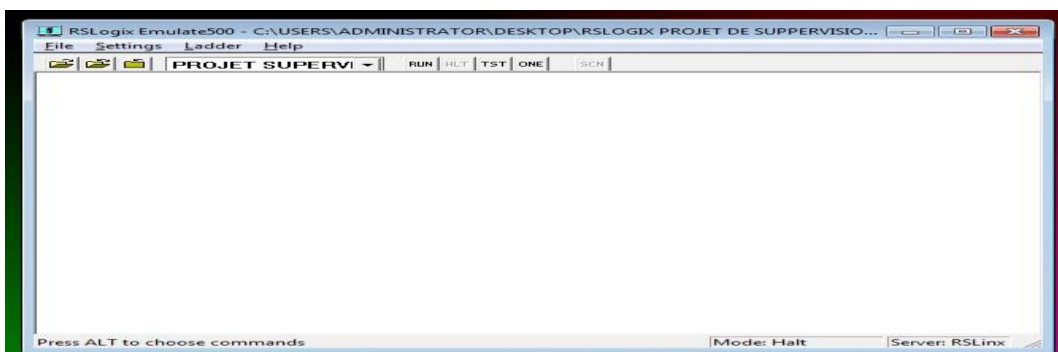 RSLogix Emulate500 - C:\USERS\ADMINISTRATOR\DESKTOP\RSLOGIX PROJET DE SUPPERVISIO...
File Settings Ladder Help
PROJET SUPERVI RUN HLT TST ONE SCN
Press ALT to choose commands Mode: Halt Server: RSLinx